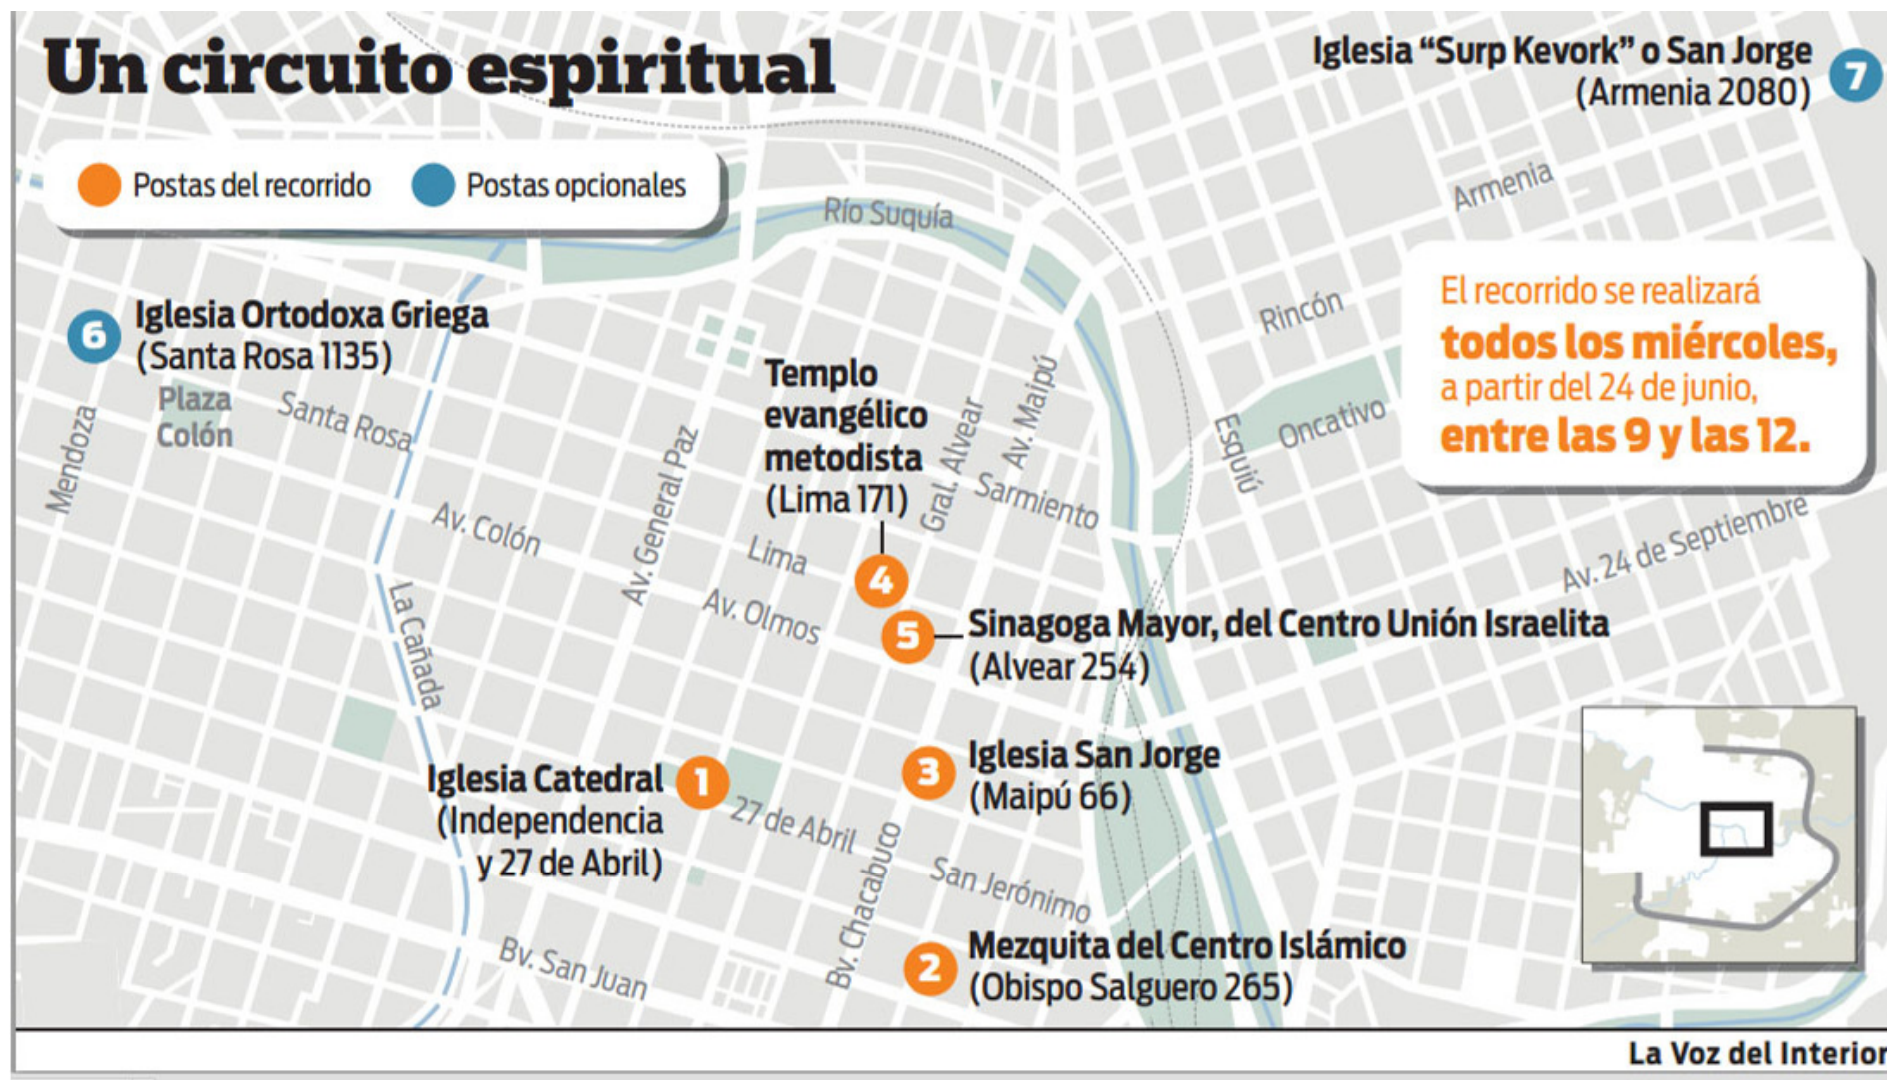 Un circuito espiritual
Postas del recorrido
Postas opcionales
Iglesia “Surp Kevork” o San Jorge
(Armenia 2080)
7
Armenia
Río Suquía
El recorrido se realizará
todos los miércoles,
a partir del 24 de junio,
entre las 9 y las 12.
6
Iglesia Ortodoxa Griega
(Santa Rosa 1135)
Plaza
Colón
Mendoza
Santa Rosa
Rincón
Esquiú
Oncativo
Av. 24 de Septiembre
Templo
evangélico
metodista
(Lima 171)
Gral. Alvear
Av. Maipú
Sarmiento
Av. General Paz
Av. Colón
Lima
4
Av. Olmos
La Cañada
5
Sinagoga Mayor, del Centro Unión Israelita
(Alvear 254)
Iglesia Catedral
(Independencia
y 27 de Abril)
1
27 de Abril
3
Iglesia San Jorge
(Maipú 66)
Bv. Chacabuco
San Jerónimo
Bv. San Juan
2
Mezquita del Centro Islámico
(Obispo Salguero 265)
La Voz del Interior